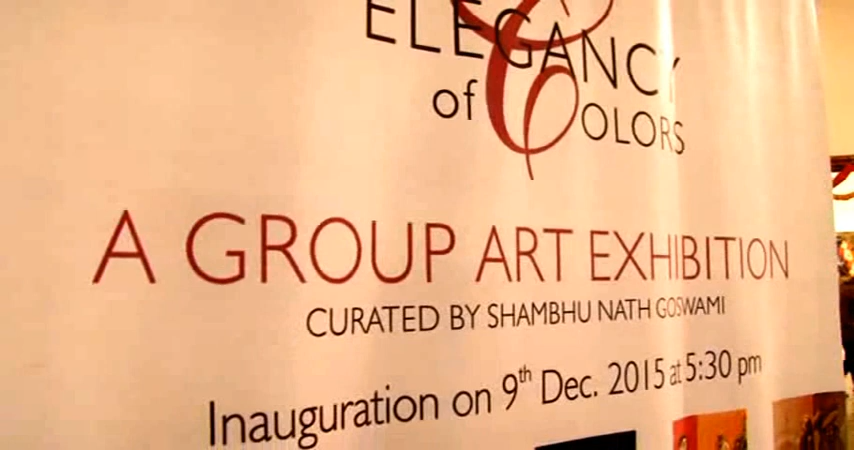 ELEGANCY
of COLORS
A GROUP ART EXHIBITION
CURATED BY SHAMBHU NATH GOSWAMI
Inauguration on 9th Dec. 2015 at 5:30 pm